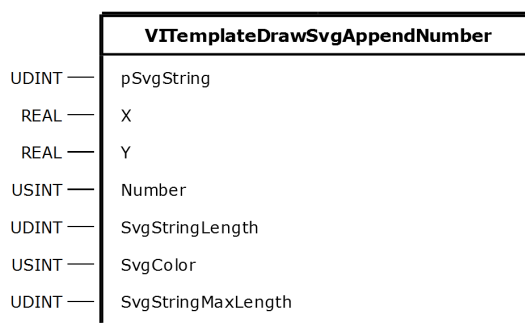 VITemplateDrawSvgAppendNumber
UDINT pSvgString
REAL X
REAL Y
USINT Number
UDINT SvgStringLength
USINT SvgColor
UDINT SvgStringMaxLength